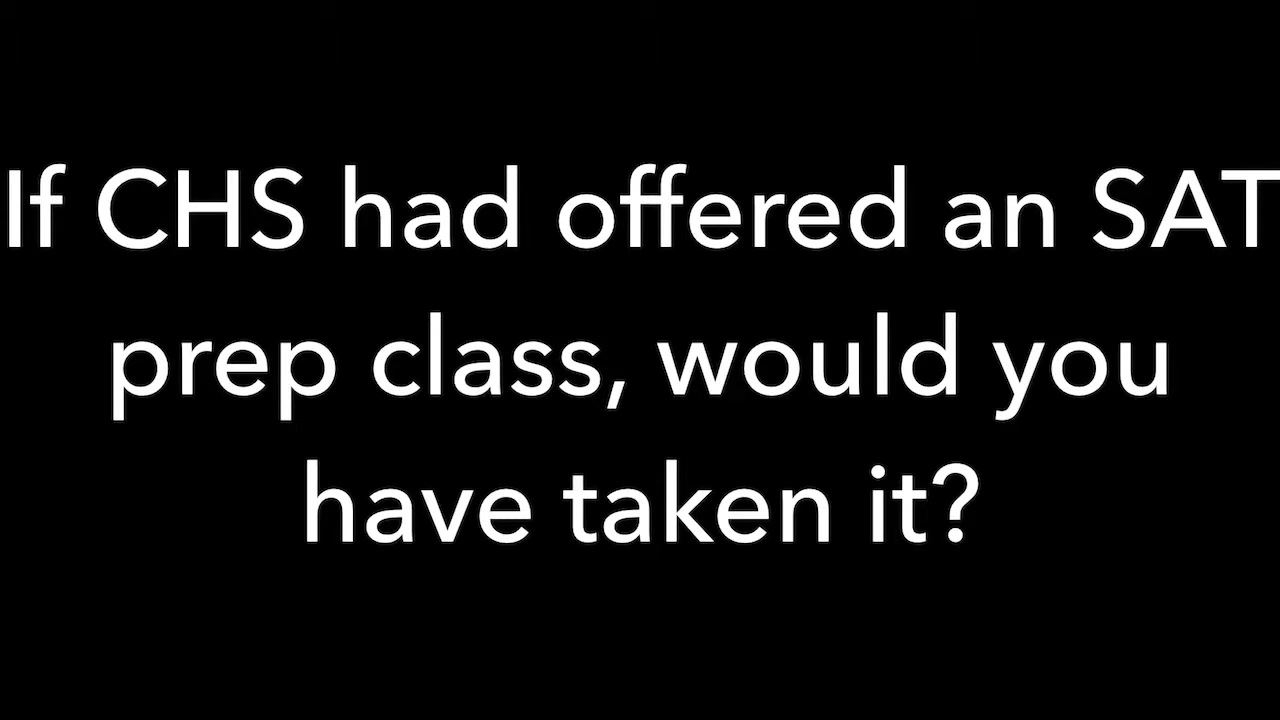 If CHS had offered an SAT
prep class, would you
have taken it?